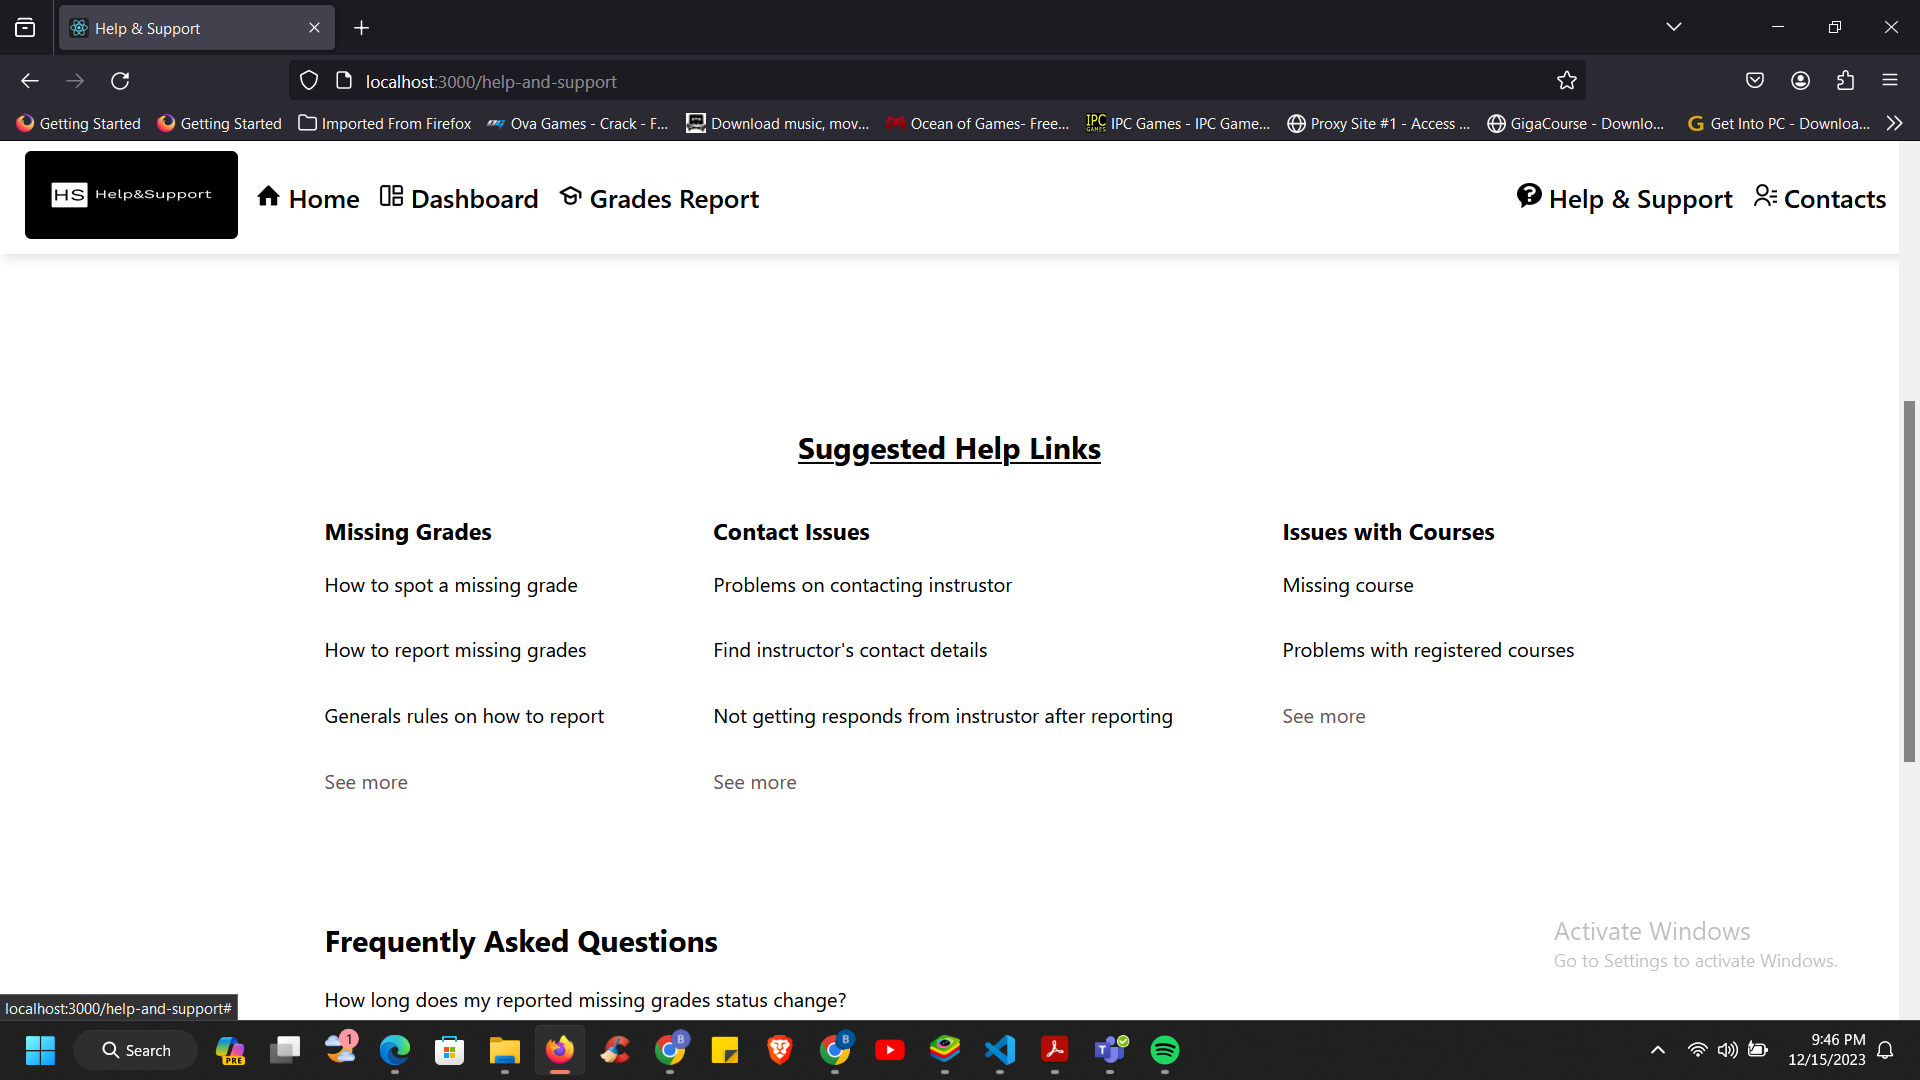 Help & Support
localhost:3000/help-and-support
Getting Started
Getting Started
Imported From Firefox
Ova Games - Crack - F...
Download music, mov...
Ocean of Games- Free...
IPC GAMES
IPC Games - IPC Game...
Proxy Site #1 - Access ...
GigaCourse - Downlo...
G
Get Into PC - Downloa...
HS Help&Support
Home
Dashboard
Grades Report
Help & Support
Contacts
Suggested Help Links
Missing Grades
How to spot a missing grade
How to report missing grades
Generals rules on how to report
See more
Contact Issues
Problems on contacting instrustor
Find instructor's contact details
Not getting responds from instrustor after reporting
See more
Issues with Courses
Missing course
Problems with registered courses
See more
Frequently Asked Questions
How long does my reported missing grades status change?
Activate Windows
Go to Settings to activate Windows.
localhost:3000/help-and-support#
Search
PRE
1
B
B
9:46 PM
12/15/2023